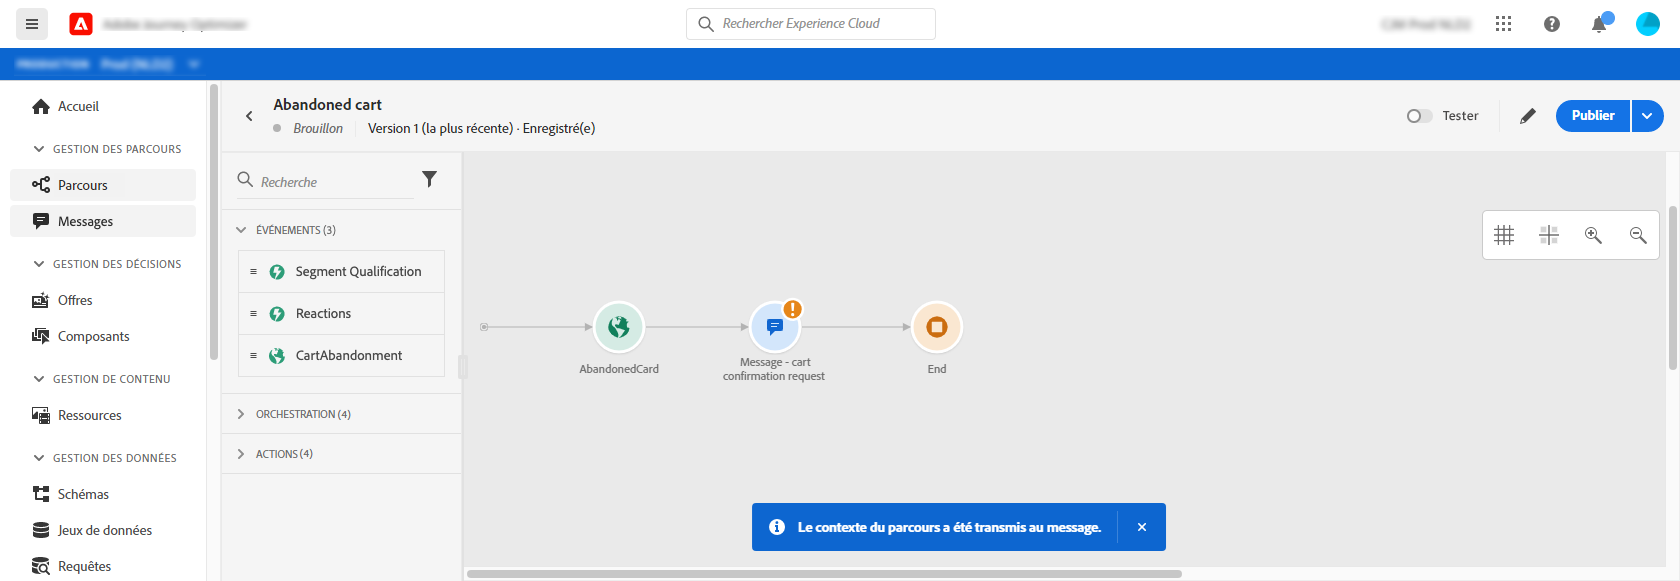 Rechercher Experience Cloud
Accueil
GESTION DES PARCOURS
Parcours
Messages
GESTION DES DÉCISIONS
Offres
Composants
GESTION DE CONTENU
Ressources
GESTION DES DONNÉES
Schémas
Jeux de données
Requêtes
Abandoned cart
Brouillon
Version 1 (la plus récente) · Enregistré(e)
Tester
Publier
Recherche
ÉVÉNEMENTS (3)
Segment Qualification
Reactions
CartAbandonment
ORCHESTRATION (4)
ACTIONS (4)
AbandonedCard
Message - cart
confirmation request
End
Le contexte du parcours a été transmis au message.